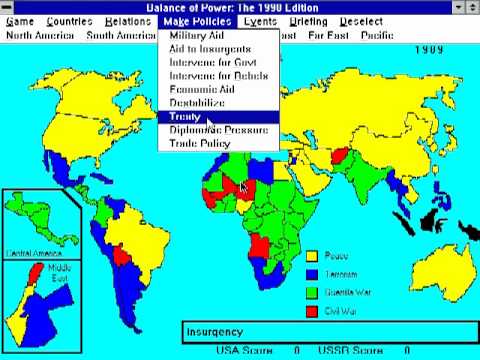 Balance of Power: The 1990 Edition
Game Countries Relations Make Policies Events Briefing Deselect
North America South America East Far East Pacific
1989
Military Aid
Aid to Insurgents
Intervene for Govt
Intervene for Rebels
Economic Aid
Destabilize
Treaty
Diplomatic Pressure
Trade Policy
Central America
Middle East
Peace
Terrorism
Guerilla War
Civil War
Insurgency
USA Score: 0 USSR Score: 0